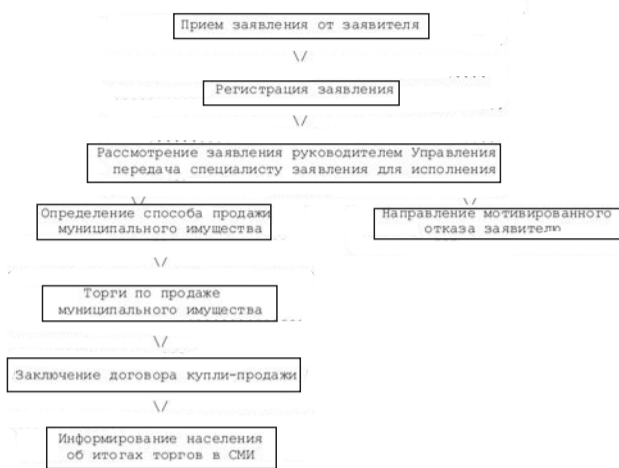 Прием заявления от заявителя
\/
Регистрация заявления
\/
Рассмотрение заявления руководителем Управления
передача специалисту заявления для исполнения
\/ \/
Определение способа продажи
муниципального имущества
Направление мотивированного
отказа заявителю
\/
Торги по продаже
муниципального имущества
\/
Заключение договора купли-продажи
\/
Информирование населения
об итогах торгов в СМИ